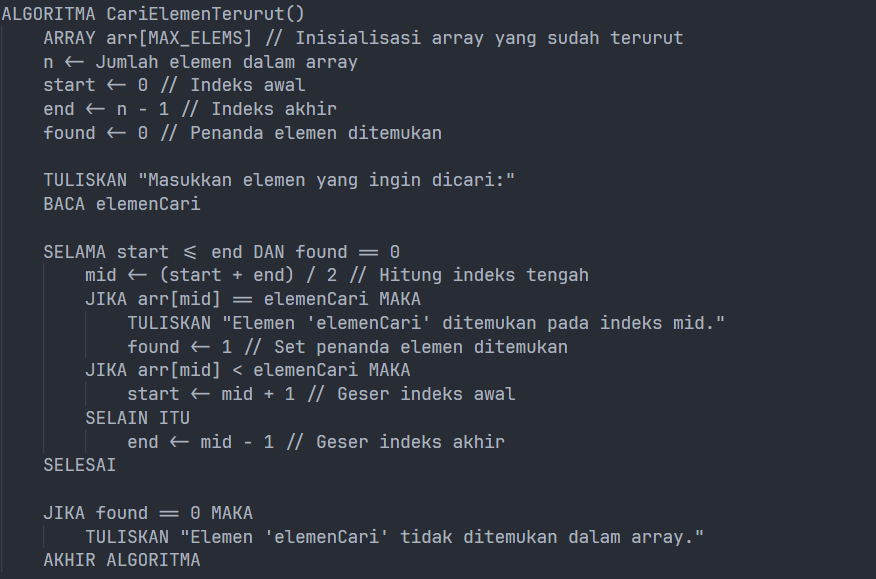 ALGORITMA CariElemenTerurut()
    ARRAY arr[MAX_ELEMS] // Inisialisasi array yang sudah terurut
    n <- Jumlah elemen dalam array
    start <- 0 // Indeks awal
    end <- n - 1 // Indeks akhir
    found <- 0 // Penanda elemen ditemukan

    TULISKAN "Masukkan elemen yang ingin dicari:"
    BACA elemenCari

    SELAMA start <= end DAN found == 0
        mid <- (start + end) / 2 // Hitung indeks tengah
        JIKA arr[mid] == elemenCari MAKA
            TULISKAN "Elemen 'elemenCari' ditemukan pada indeks mid."
            found <- 1 // Set penanda elemen ditemukan
        JIKA arr[mid] < elemenCari MAKA
            start <- mid + 1 // Geser indeks awal
        SELAIN ITU
            end <- mid - 1 // Geser indeks akhir
    SELESAI

    JIKA found == 0 MAKA
        TULISKAN "Elemen 'elemenCari' tidak ditemukan dalam array."
    AKHIR ALGORITMA